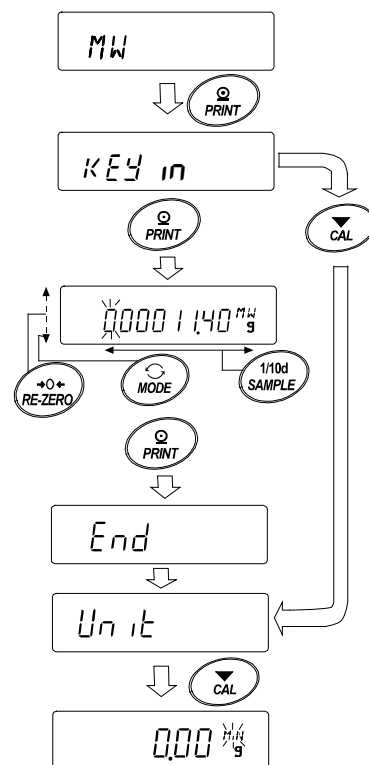 MW
PRINT
KEY in
PRINT
CAL
000011.40 MW g
→0← RE-ZERO
MODE
1/10d SAMPLE
PRINT
End
Unit
CAL
0.00 MW g